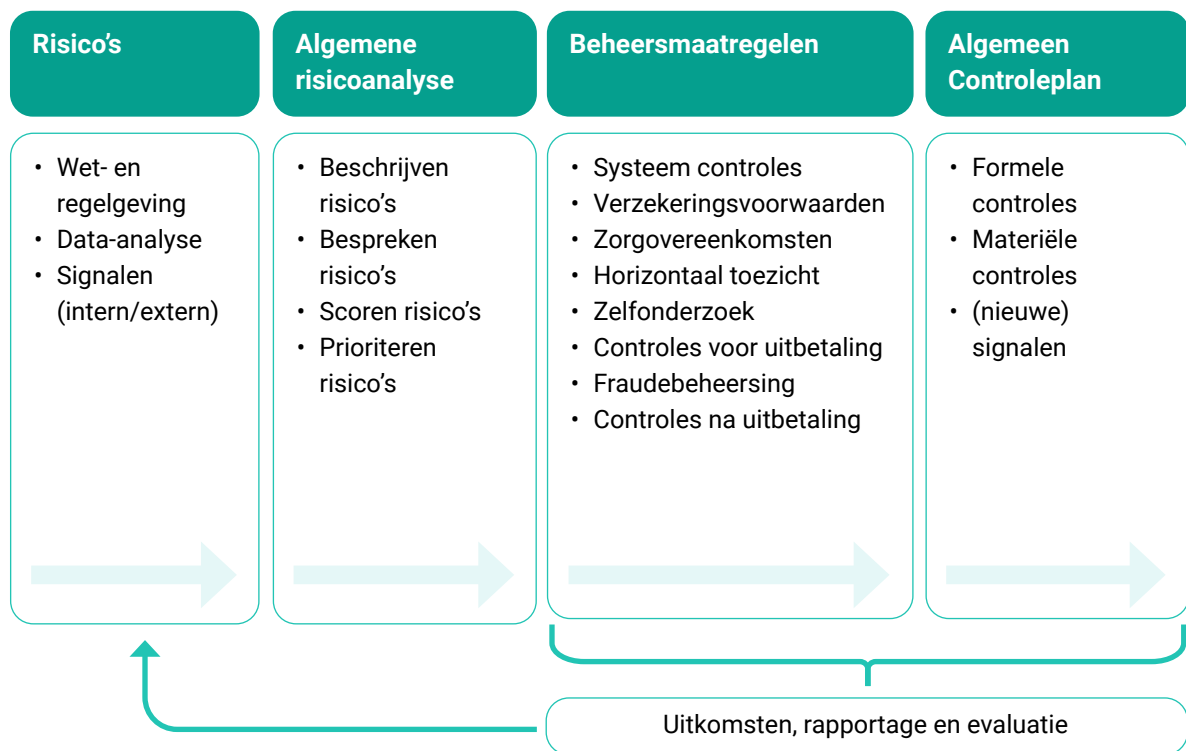 Risico’s
• Wet- en
regelgeving
• Data-analyse
• Signalen
(intern/extern)
Algemene
risicoanalyse
• Beschrijven
risico’s
• Bespreken
risico’s
• Scoren risico’s
• Prioriteren
risico’s
Beheersmaatregelen
• Systeem controles
• Verzekeringsvoorwaarden
• Zorgovereenkomsten
• Horizontaal toezicht
• Zelfonderzoek
• Controles voor uitbetaling
• Fraudebeheersing
• Controles na uitbetaling
Algemeen
Controleplan
• Formele
controles
• Materiële
controles
• (nieuwe)
signalen
Uitkomsten, rapportage en evaluatie